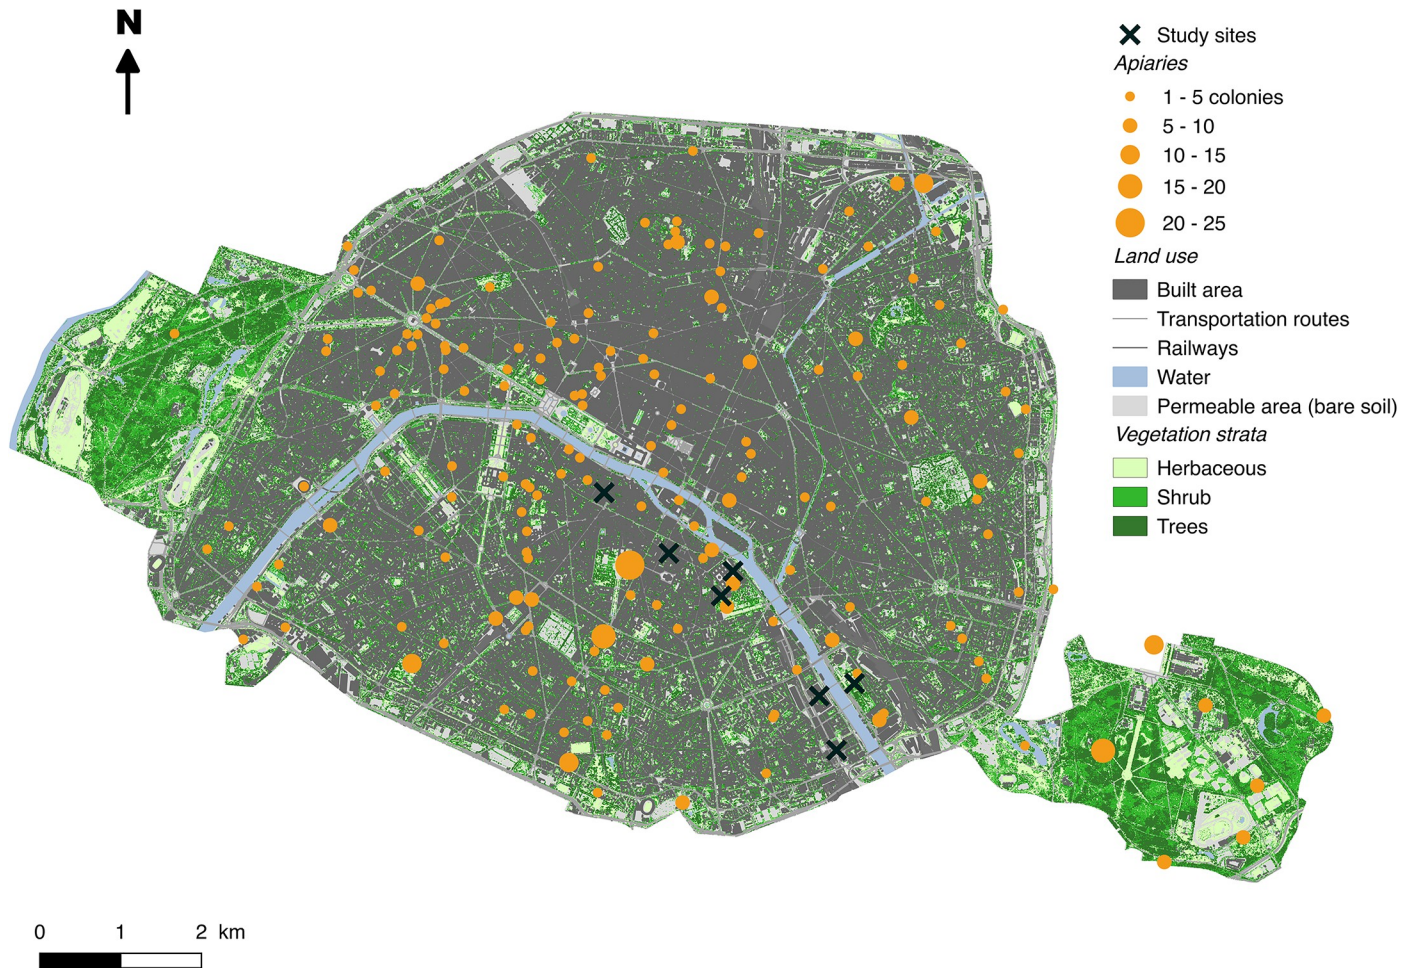 N
Study sites
Apiaries
1 - 5 colonies
5 - 10
10 - 15
15 - 20
20 - 25
Land use
Built area
Transportation routes
Railways
Water
Permeable area (bare soil)
Vegetation strata
Herbaceous
Shrub
Trees
0 1 2 km